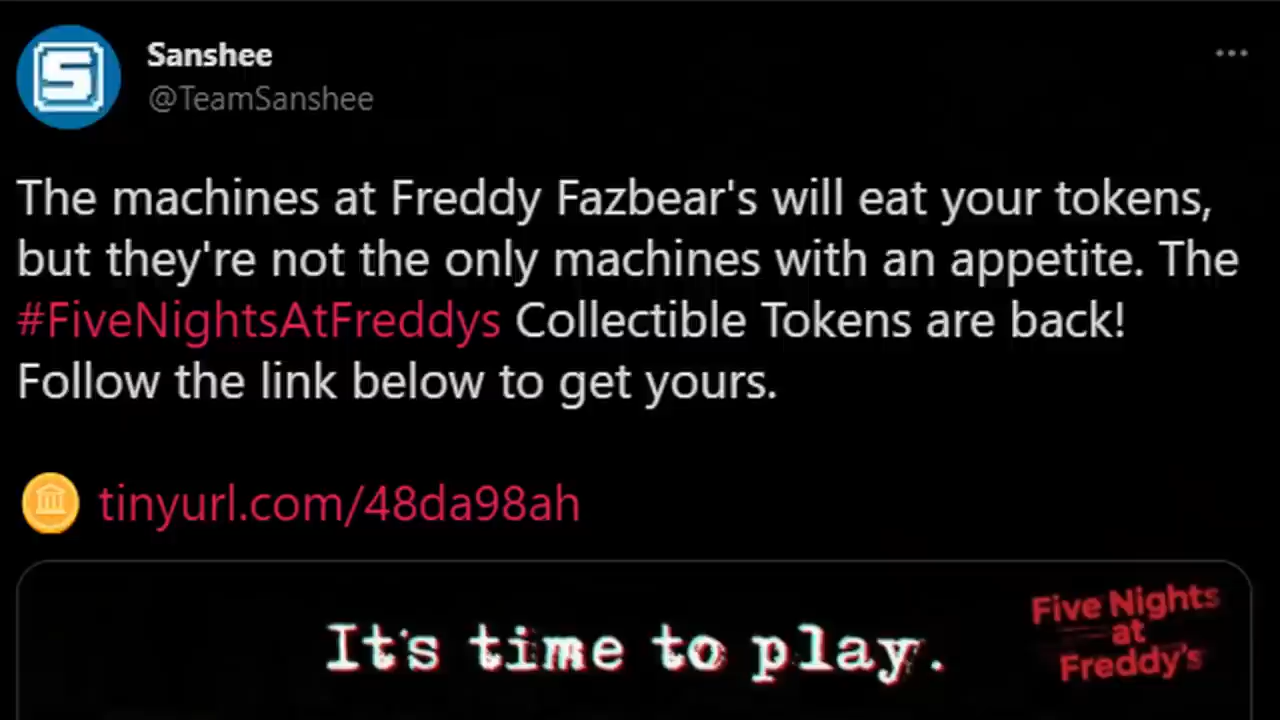 Sanshee
@TeamSanshee
The machines at Freddy Fazbear's will eat your tokens,
but they're not the only machines with an appetite. The
#FiveNightsAtFreddys Collectible Tokens are back!
Follow the link below to get yours.
tinyurl.com/48da98ah
It's time to play.
Five Nights
at
Freddy's